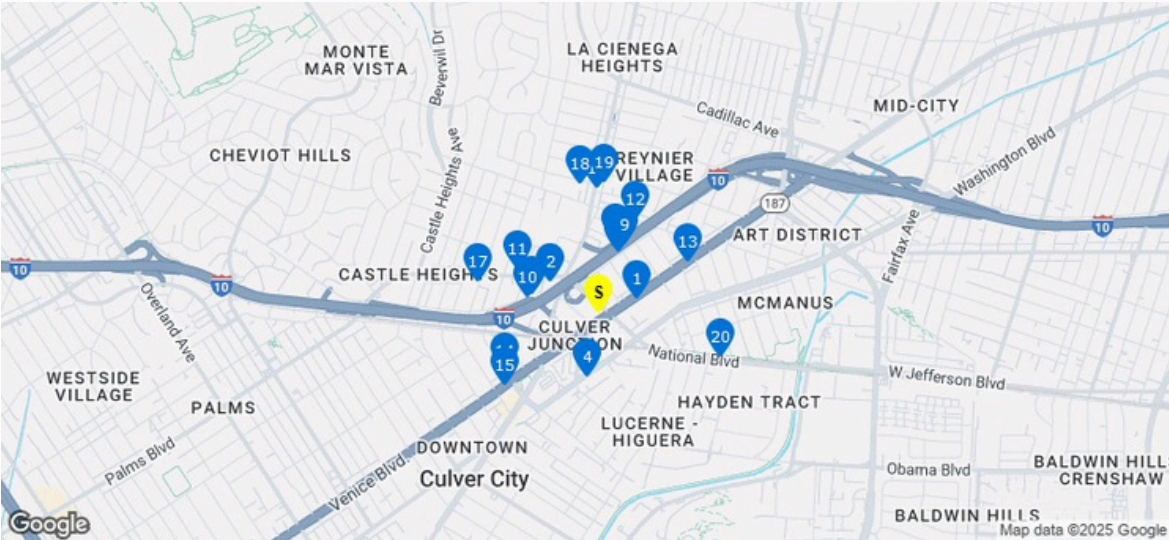 MONTE
MAR VISTA
Beverwil Dr
LA CIENEGA
HEIGHTS
Cadillac Ave
MID-CITY
CHEVIOT HILLS
Castle Heights Ave
18
19
REYNIER
VILLAGE
10
Washington Blvd
12
187
9
13
ART DISTRICT
Fairfax Ave
10
11
2
17
CASTLE HEIGHTS
10
10
10
S
1
MCMANUS
Overland Ave
10
CULVER
JUNCTION
20
National Blvd
4
15
WESTSIDE
VILLAGE
W Jefferson Blvd
PALMS
HAYDEN TRACT
LUCERNE -
HIGUERA
DOWNTOWN
Palms Blvd
Culver City
Venice Blvd.
Obama Blvd
BALDWIN HILL
CRENSHAW
BALDWIN HILLS
Google
Map data ©2025 Google